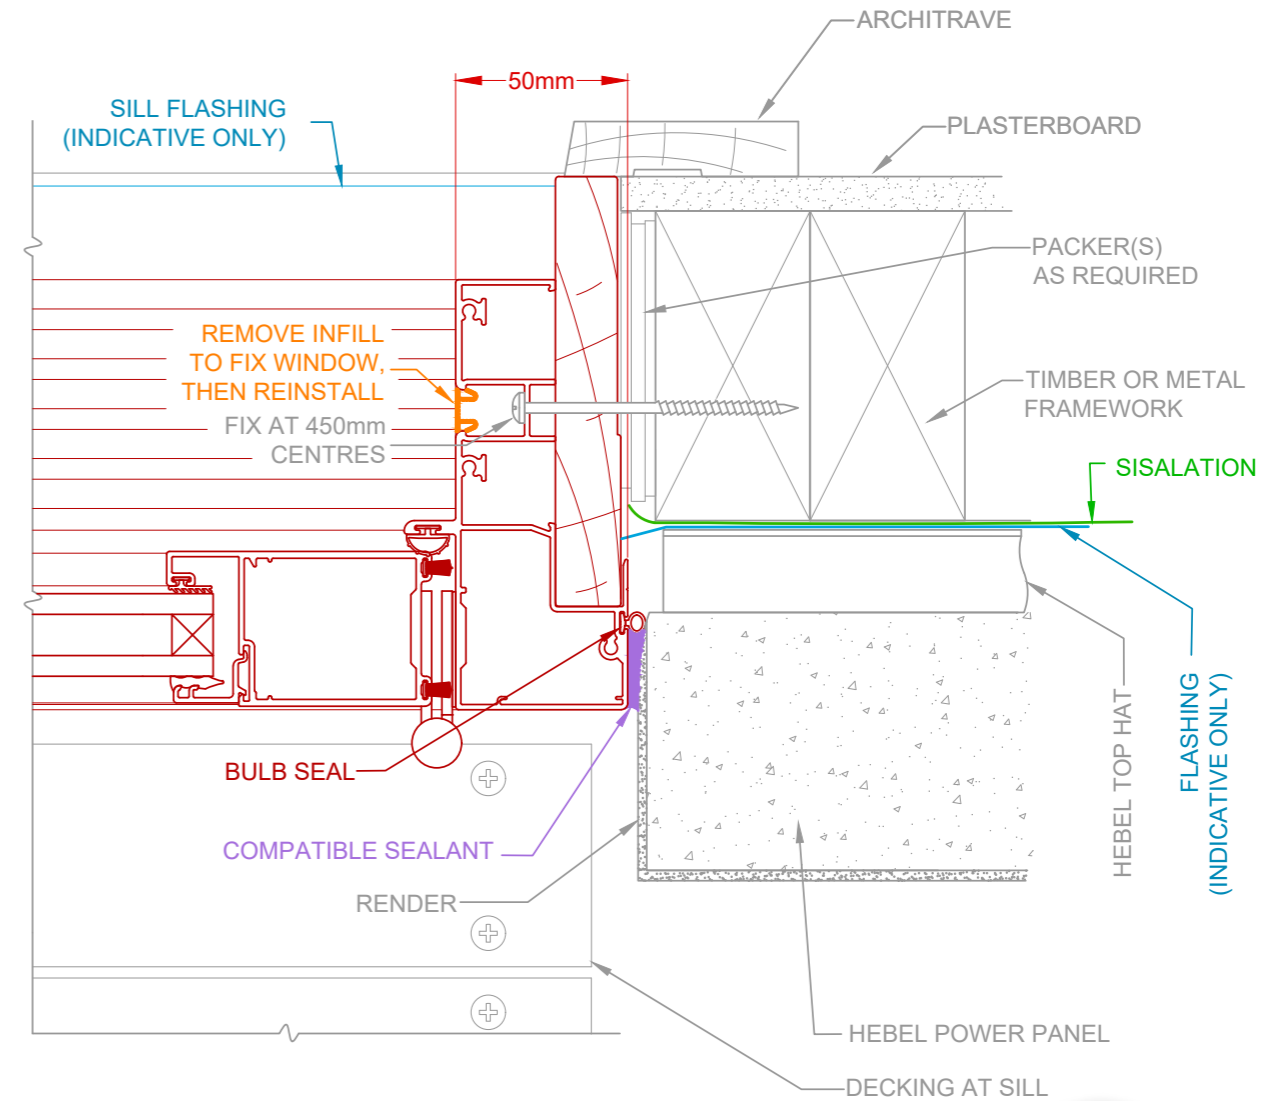 ARCHITRAVE
50mm
SILL FLASHING
(INDICATIVE ONLY)
PLASTERBOARD
PACKER(S)
AS REQUIRED
REMOVE INFILL
TO FIX WINDOW,
THEN REINSTALL
TIMBER OR METAL
FRAMEWORK
FIX AT 450mm
CENTRES
SISALATION
FLASHING
(INDICATIVE ONLY)
HEBEL TOP HAT
BULB SEAL
COMPATIBLE SEALANT
RENDER
HEBEL POWER PANEL
DECKING AT SILL